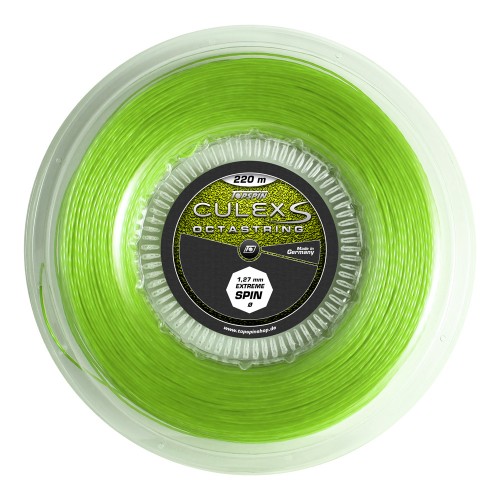 220 m
TOPSPIN
CULEX S
OCTASTRING
Made in
Germany
1,27 mm
EXTREME
SPIN
ø
www.topspinshop.de